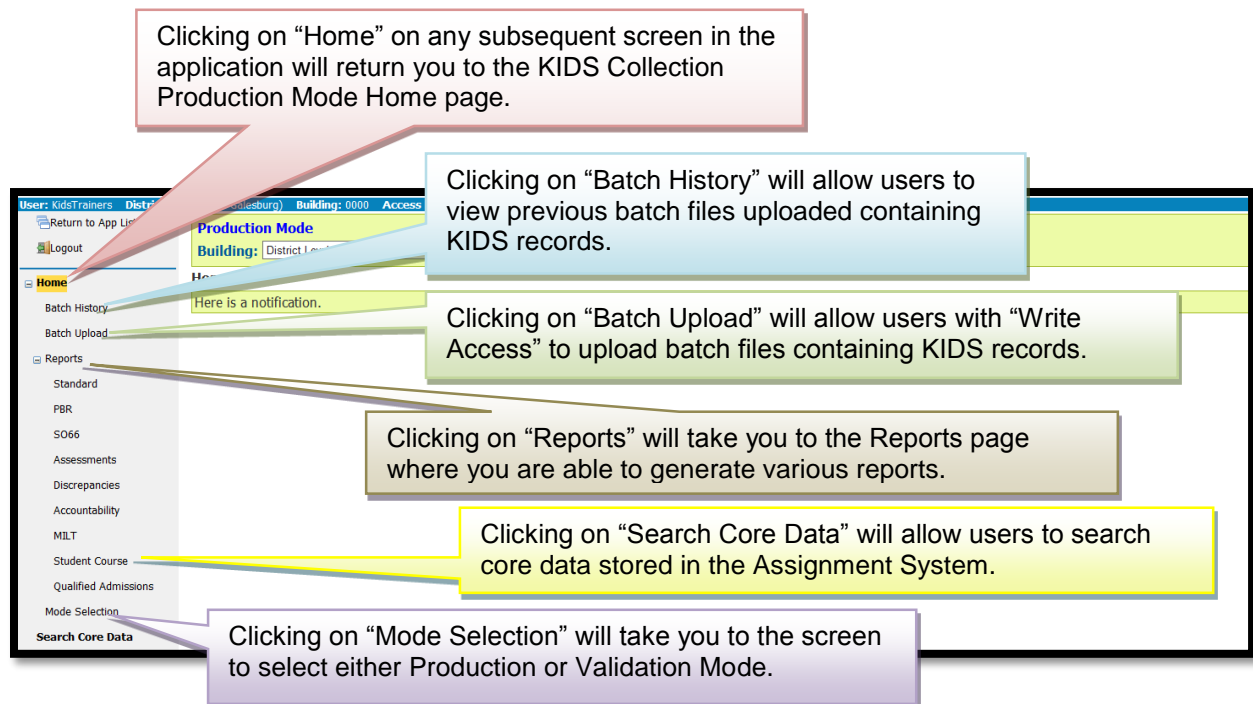 Clicking on “Home” on any subsequent screen in the
application will return you to the KIDS Collection
Production Mode Home page.
Clicking on “Batch History” will allow users to
view previous batch files uploaded containing
KIDS records.
User: KidsTrainers Building: 0000 Access
Return to App
Logout
Production Mode
Building: District
Home
Batch History
Here is a notification.
Batch Upload
Clicking on “Batch Upload” will allow users with “Write
Access” to upload batch files containing KIDS records.
Reports
Standard
PBR
SO66
Assessments
Discrepancies
Accountability
MILT
Student Course
Qualified Admissions
Mode Selection
Search Core Data
Clicking on “Reports” will take you to the Reports page
where you are able to generate various reports.
Clicking on “Search Core Data” will allow users to search
core data stored in the Assignment System.
Clicking on “Mode Selection” will take you to the screen
to select either Production or Validation Mode.